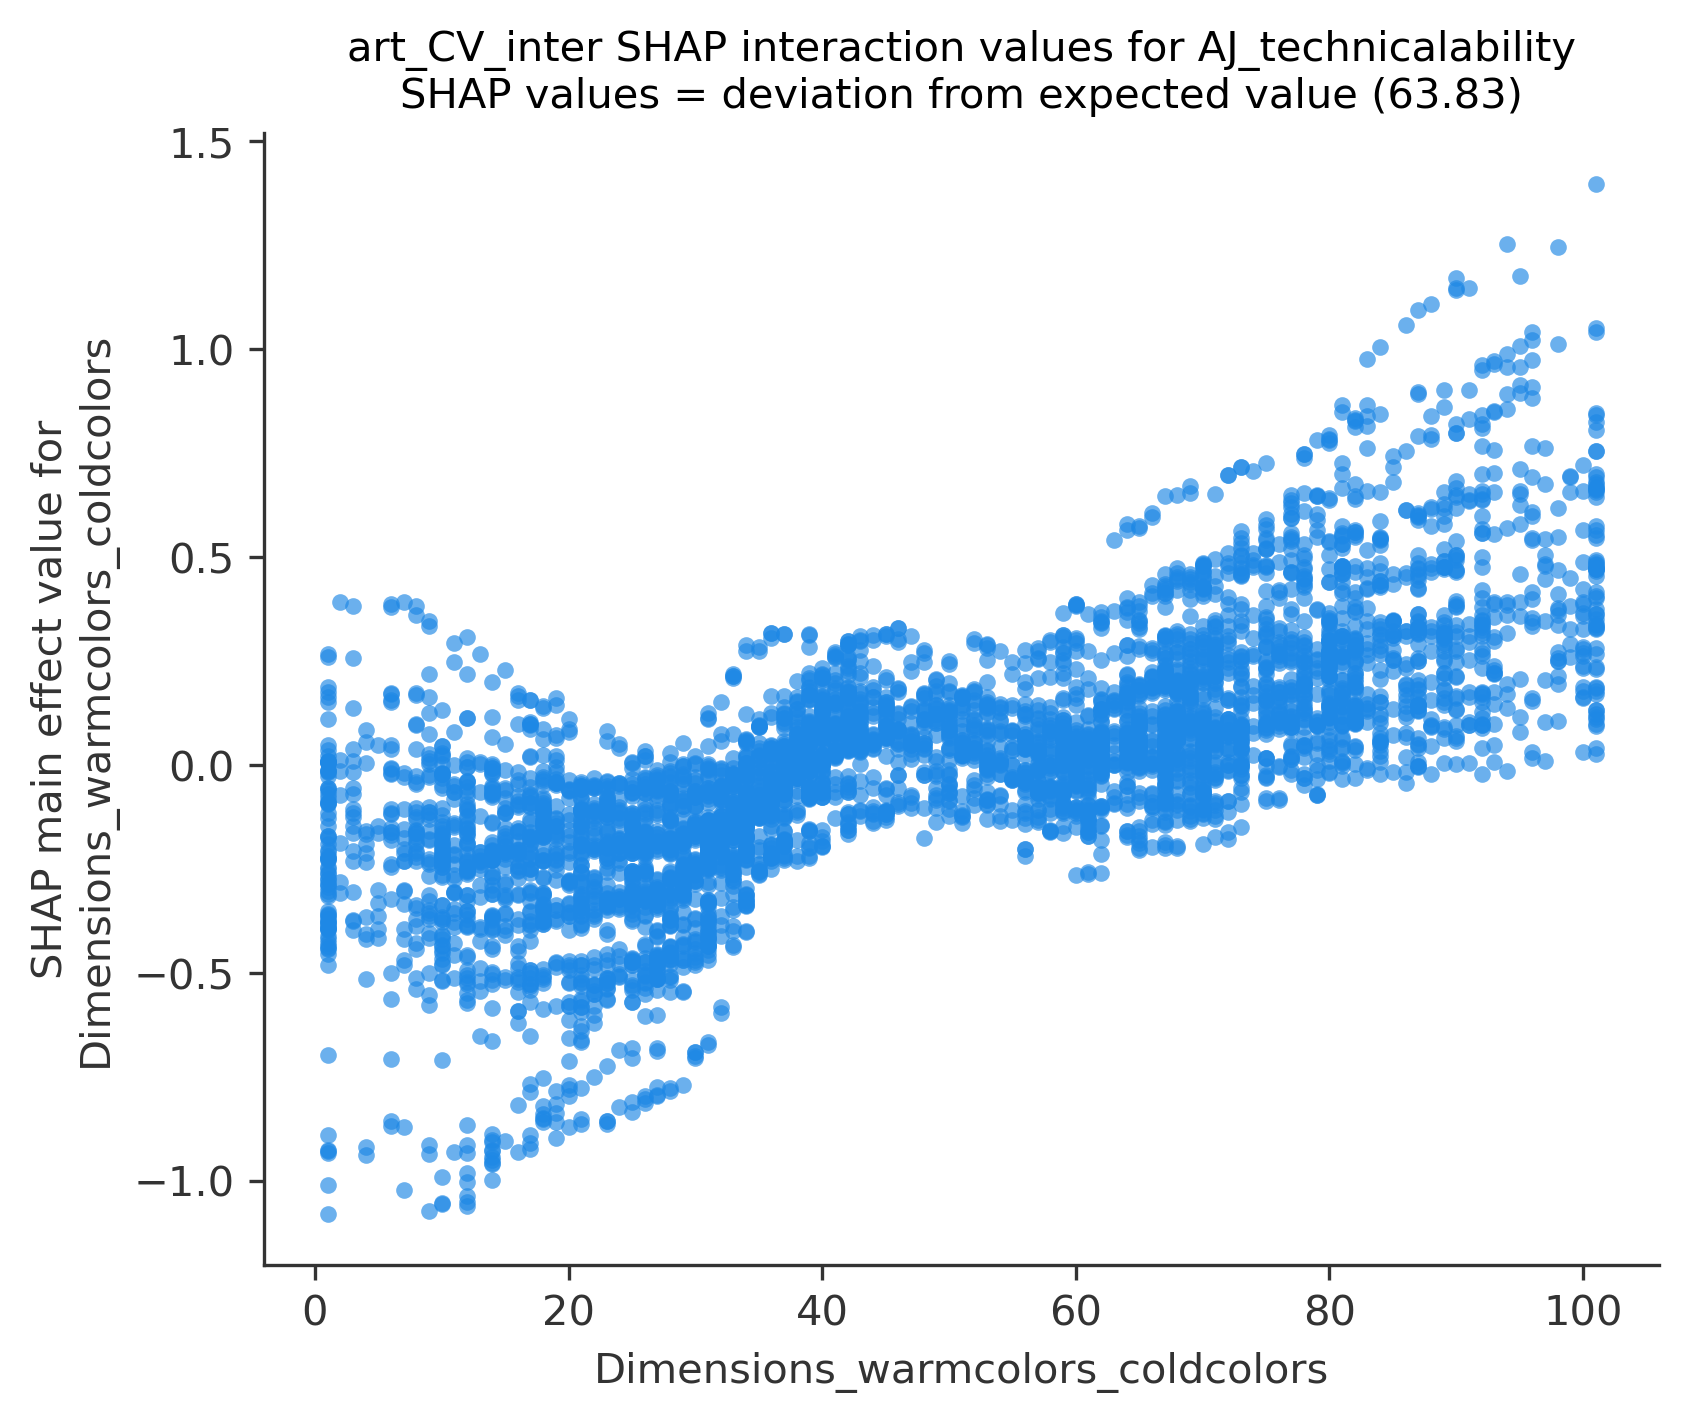 art_CV_inter SHAP interaction values for AJ_technicalability
SHAP values = deviation from expected value (63.83)
SHAP main effect value for
Dimensions_warmcolors_coldcolors
1.5
1.0
0.5
0.0
−0.5
−1.0
0
20
40
60
80
100
Dimensions_warmcolors_coldcolors